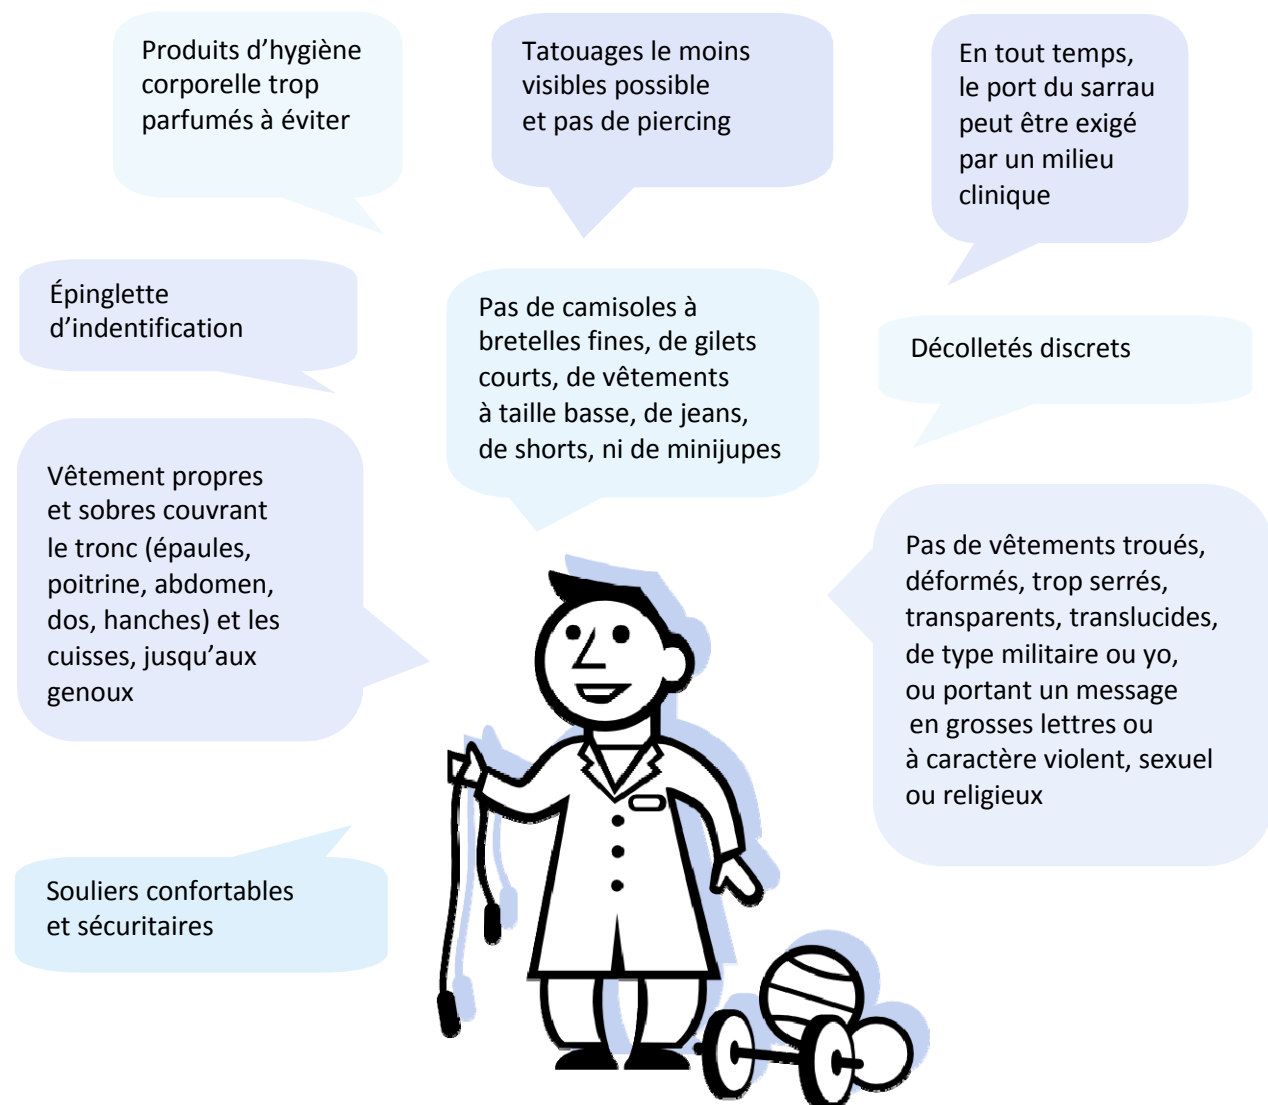 Produits d’hygiène
corporelle trop
parfumés à éviter
Tatouages le moins
visibles possible
et pas de piercing
En tout temps,
le port du sarrau
peut être exigé
par un milieu
clinique
Épinglette
d’indentification
Pas de camisoles à
bretelles fines, de gilets
courts, de vêtements
à taille basse, de jeans,
de shorts, ni de minijupes
Décolletés discrets
Vêtement propres
et sobres couvrant
le tronc (épaules,
poitrine, abdomen,
dos, hanches) et les
cuisses, jusqu’aux
genoux
Pas de vêtements troués,
déformés, trop serrés,
transparents, translucides,
de type militaire ou yo,
ou portant un message
en grosses lettres ou
à caractère violent, sexuel
ou religieux
Souliers confortables
et sécuritaires